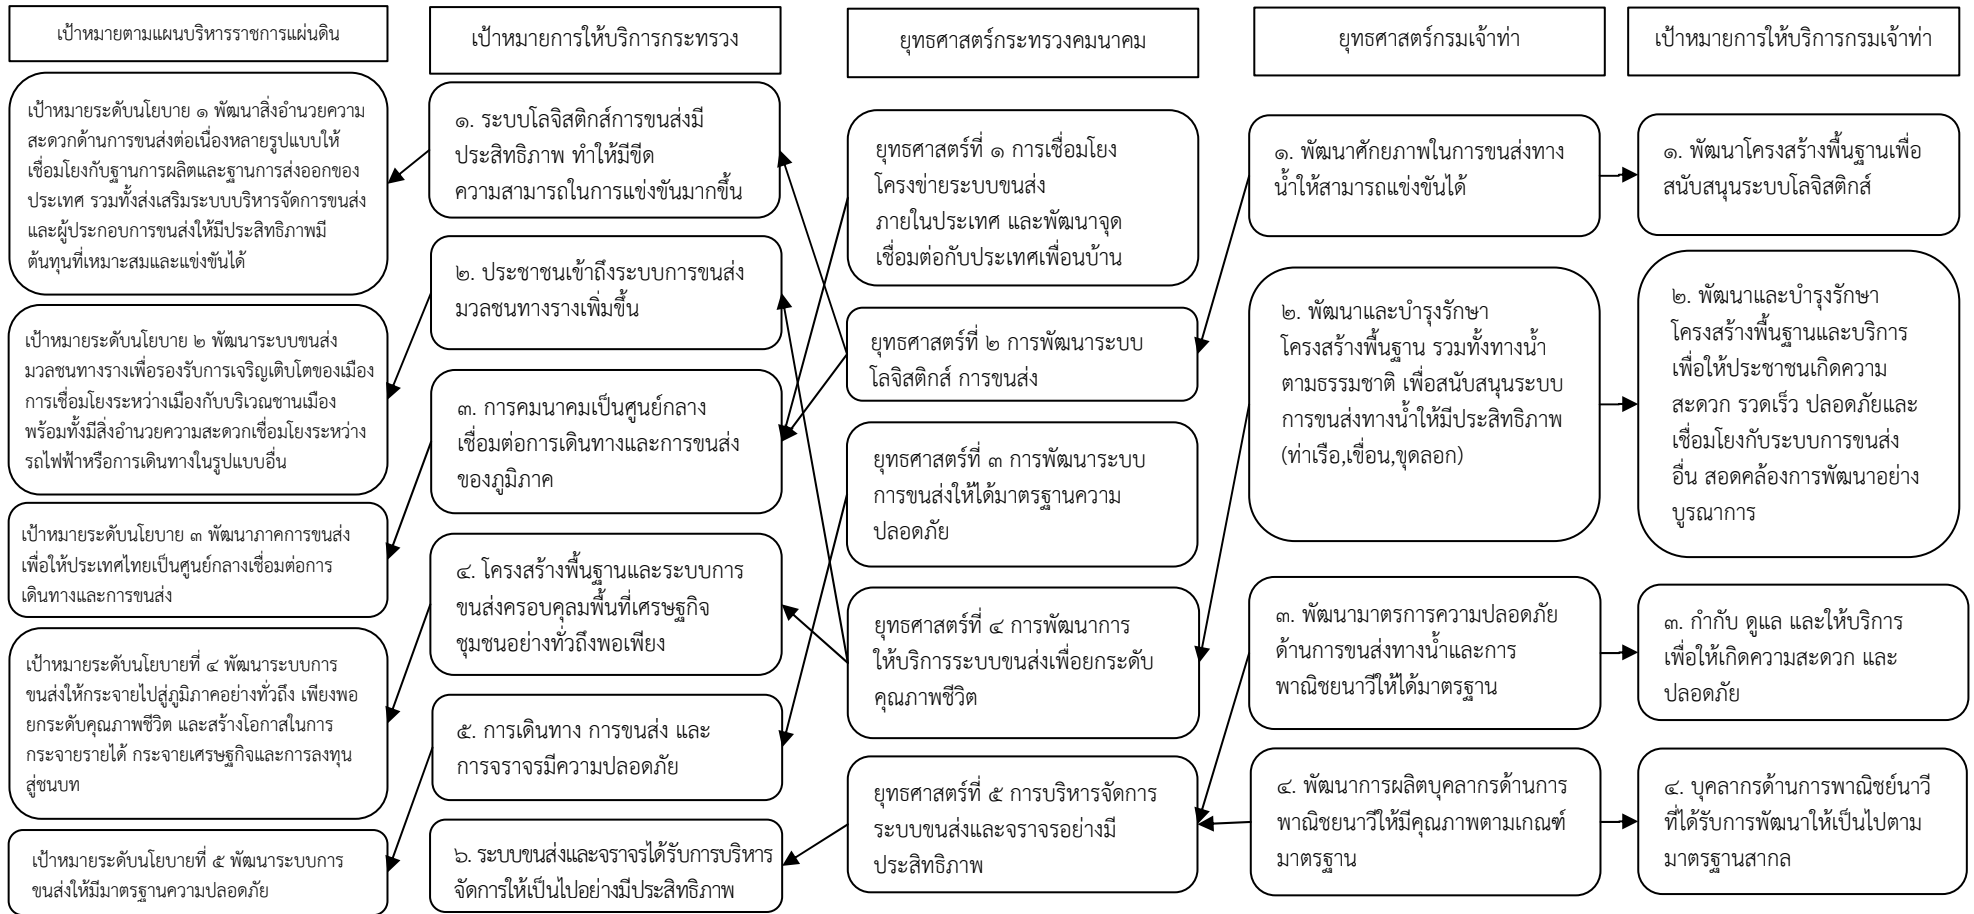 เป้าหมายตามแผนบริหารราชการแผ่นดิน
เป้าหมายระดับนโยบาย ๑ พัฒนาสิ่งอำนวยความ
สะดวกด้านการขนส่งต่อเนื่องหลายรูปแบบให้
เชื่อมโยงกับฐานการผลิตและฐานการส่งออกของ
ประเทศ รวมทั้งส่งเสริมระบบบริหารจัดการขนส่ง
และผู้ประกอบการขนส่งให้มีประสิทธิภาพมี
ต้นทุนที่เหมาะสมและแข่งขันได้
เป้าหมายระดับนโยบาย ๒ พัฒนาระบบขนส่ง
มวลชนทางรางเพื่อรองรับการเจริญเติบโตของเมือง
การเชื่อมโยงระหว่างเมืองกับบริเวณชานเมือง
พร้อมทั้งมีสิ่งอำนวยความสะดวกเชื่อมโยงระหว่าง
รถไฟฟ้าหรือการเดินทางในรูปแบบอื่น
เป้าหมายระดับนโยบาย ๓ พัฒนาภาคการขนส่ง
เพื่อให้ประเทศไทยเป็นศูนย์กลางเชื่อมต่อการ
เดินทางและการขนส่ง
เป้าหมายระดับนโยบายที่ ๔ พัฒนาระบบการ
ขนส่งให้กระจายไปสู่ภูมิภาคอย่างทั่วถึง เพียงพอ
ยกระดับคุณภาพชีวิต และสร้างโอกาสในการ
กระจายรายได้ กระจายเศรษฐกิจและการลงทุน
สู่ชนบท
เป้าหมายระดับนโยบายที่ ๕ พัฒนาระบบการ
ขนส่งให้มีมาตรฐานความปลอดภัย
เป้าหมายการให้บริการกระทรวง
๑. ระบบโลจิสติกส์การขนส่งมี
ประสิทธิภาพ ทำให้มีขีด
ความสามารถในการแข่งขันมากขึ้น
๒. ประชาชนเข้าถึงระบบการขนส่ง
มวลชนทางรางเพิ่มขึ้น
๓. การคมนาคมเป็นศูนย์กลาง
เชื่อมต่อการเดินทางและการขนส่ง
ของภูมิภาค
๔. โครงสร้างพื้นฐานและระบบการ
ขนส่งครอบคลุมพื้นที่เศรษฐกิจ
ชุมชนอย่างทั่วถึงพอเพียง
๕. การเดินทาง การขนส่ง และ
การจราจรมีความปลอดภัย
๖. ระบบขนส่งและจราจรได้รับการบริหาร
จัดการให้เป็นไปอย่างมีประสิทธิภาพ
ยุทธศาสตร์กระทรวงคมนาคม
ยุทธศาสตร์ที่ ๑ การเชื่อมโยง
โครงข่ายระบบขนส่ง
ภายในประเทศ และพัฒนาจุด
เชื่อมต่อกับประเทศเพื่อนบ้าน
ยุทธศาสตร์ที่ ๒ การพัฒนาระบบ
โลจิสติกส์ การขนส่ง
ยุทธศาสตร์ที่ ๓ การพัฒนาระบบ
การขนส่งให้ได้มาตรฐานความ
ปลอดภัย
ยุทธศาสตร์ที่ ๔ การพัฒนาการ
ให้บริการระบบขนส่งเพื่อยกระดับ
คุณภาพชีวิต
ยุทธศาสตร์ที่ ๕ การบริหารจัดการ
ระบบขนส่งและจราจรอย่างมี
ประสิทธิภาพ
ยุทธศาสตร์กรมเจ้าท่า
๑. พัฒนาศักยภาพในการขนส่งทาง
น้ำให้สามารถแข่งขันได้
๒. พัฒนาและบำรุงรักษา
โครงสร้างพื้นฐาน รวมทั้งทางน้ำ
ตามธรรมชาติ เพื่อสนับสนุนระบบ
การขนส่งทางน้ำให้มีประสิทธิภาพ
(ท่าเรือ,เขื่อน,ขุดลอก)
๓. พัฒนามาตรการความปลอดภัย
ด้านการขนส่งทางน้ำและการ
พาณิชยนาวีให้ได้มาตรฐาน
๔. พัฒนาการผลิตบุคลากรด้านการ
พาณิชยนาวีให้มีคุณภาพตามเกณฑ์
มาตรฐาน
เป้าหมายการให้บริการกรมเจ้าท่า
๑. พัฒนาโครงสร้างพื้นฐานเพื่อ
สนับสนุนระบบโลจิสติกส์
๒. พัฒนาและบำรุงรักษา
โครงสร้างพื้นฐานและบริการ
เพื่อให้ประชาชนเกิดความ
สะดวก รวดเร็ว ปลอดภัยและ
เชื่อมโยงกับระบบการขนส่ง
อื่น สอดคล้องการพัฒนาอย่าง
บูรณาการ
๓. กำกับ ดูแล และให้บริการ
เพื่อให้เกิดความสะดวก และ
ปลอดภัย
๔. บุคลากรด้านการพาณิชย์นาวี
ที่ได้รับการพัฒนาให้เป็นไปตาม
มาตรฐานสากล